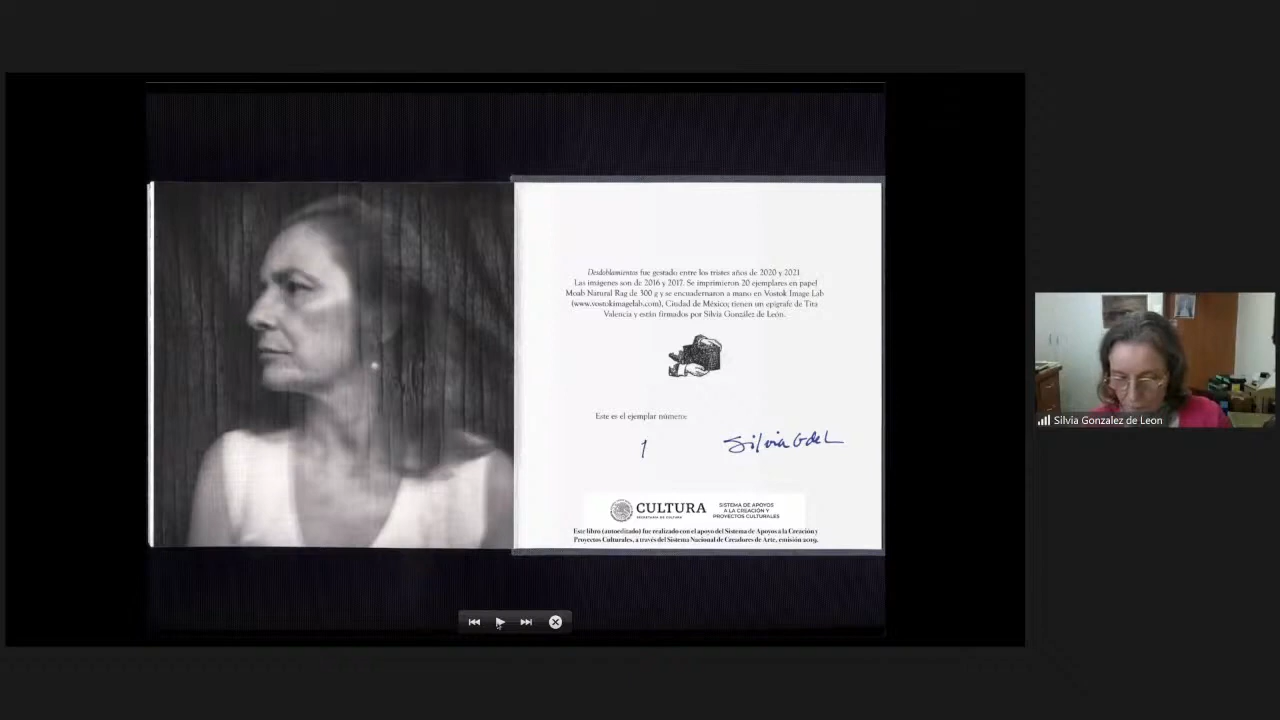 Desdoblamientos fue gestado entre los tristes años de 2020 y 2021.
Las imágenes son de 2016 y 2017. Se imprimieron 20 ejemplares en papel
Moab Natural Rag de 300 g y se encuadernaron a mano en Vostok Image Lab
(www.vostokimagelab.com), Ciudad de México; tienen un epígrafe de Tita
Valencia y están firmados por Silvia González de León.
Este es el ejemplar número:
1 Silvia G de L
CULTURA
SECRETARÍA DE CULTURA
SISTEMA DE APOYOS
A LA CREACIÓN Y
PROYECTOS CULTURALES
Este libro (autoeditado) fue realizado con el apoyo del Sistema de Apoyos a la Creación y
Proyectos Culturales, a través del Sistema Nacional de Creadores de Arte, emisión 2019.
Silvia Gonzalez de Leon